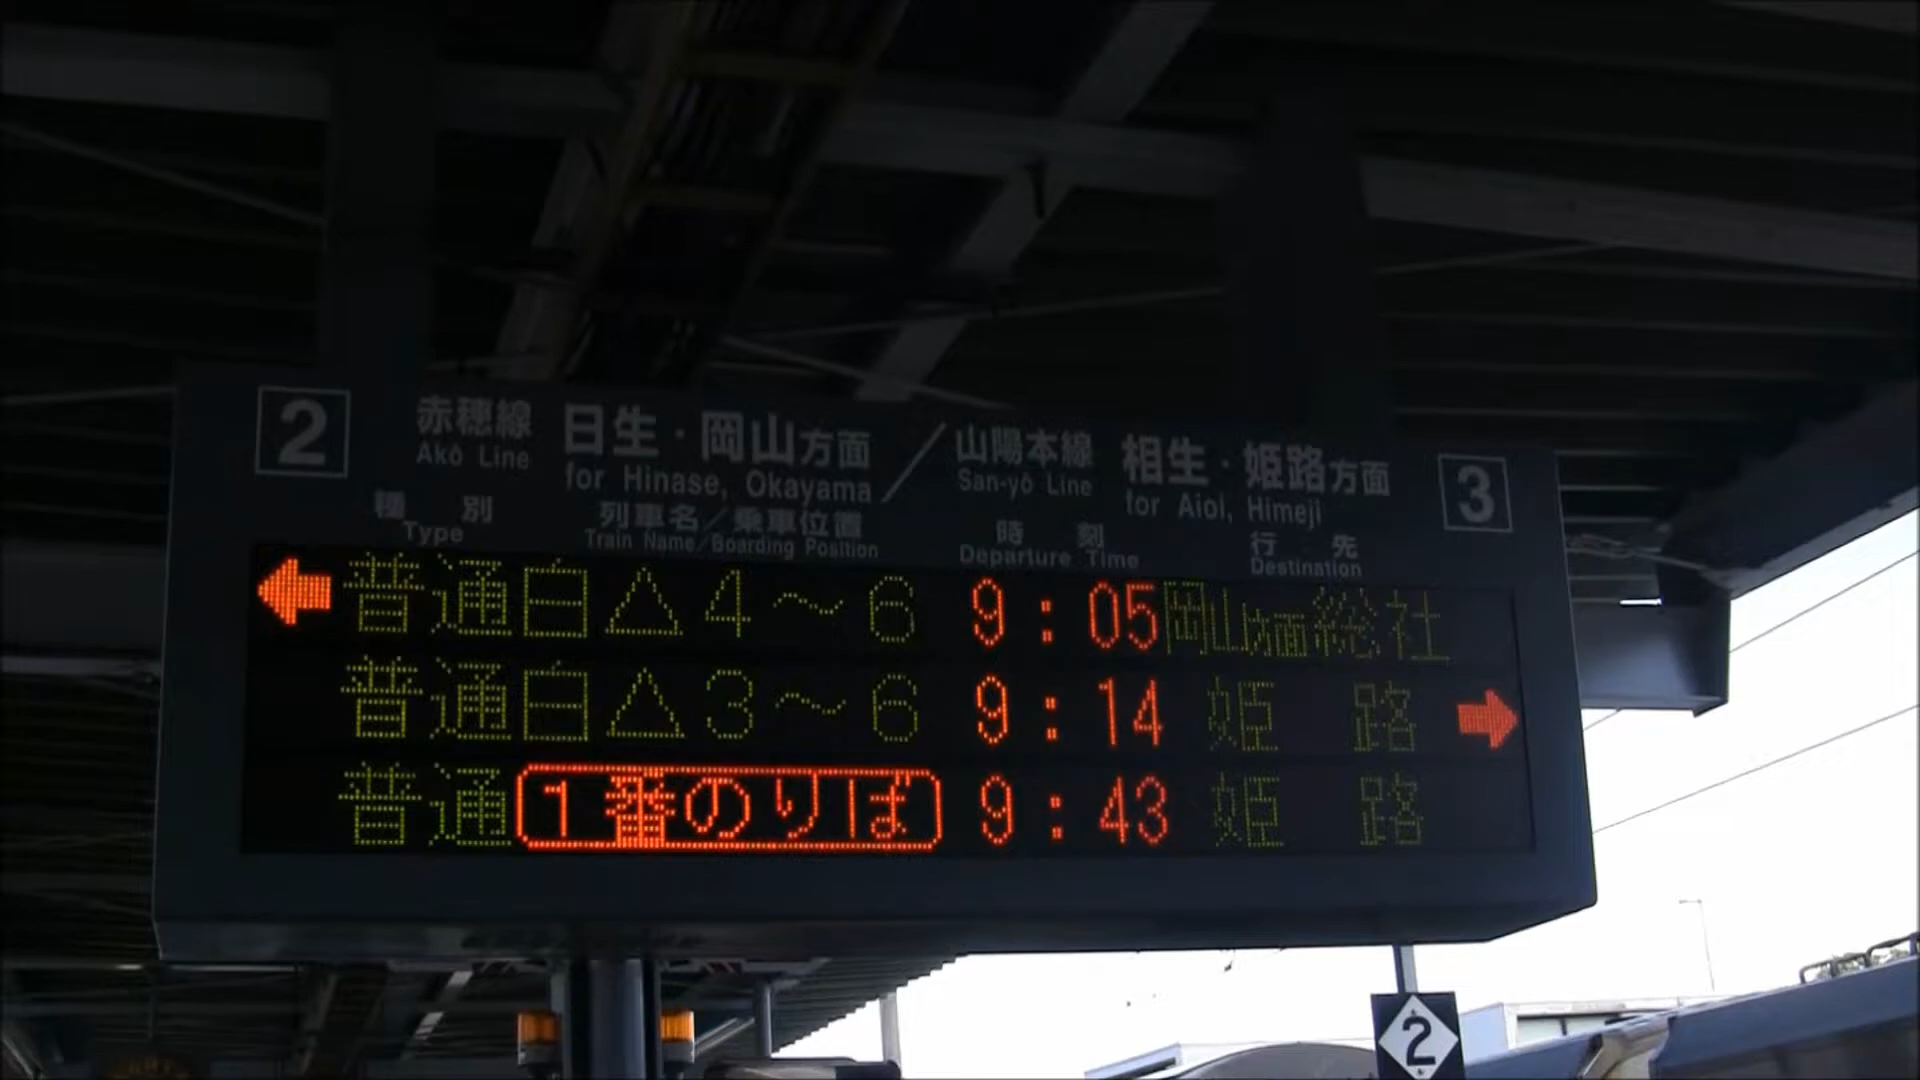 2 赤穂線 日生・岡山方面 / 山陽本線 相生・姫路方面 3
Akō Line for Hinase, Okayama San-yō Line for Aioi, Himeji
種別 列車名/乗車位置 時刻 行先
Type Train Name/Boarding Position Departure Time Destination
普通 白△4〜6 9:05 岡山方面総社
普通 白△3〜6 9:14 姫路
普通 1番のりば 9:43 姫路
2